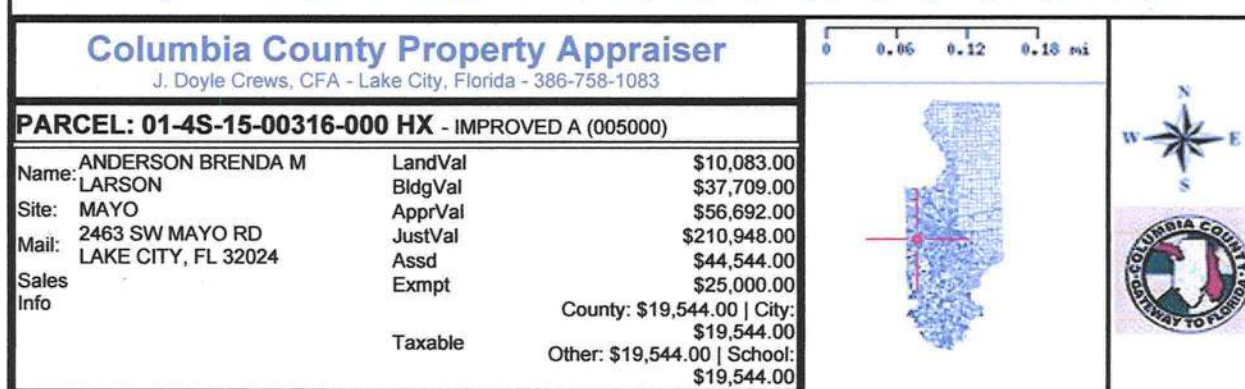 Columbia County Property Appraiser
J. Doyle Crews, CFA - Lake City, Florida - 386-758-1083
PARCEL: 01-4S-15-00316-000 HX - IMPROVED A (005000)
Name: ANDERSON BRENDA M LARSON
Site: MAYO
Mail: 2463 SW MAYO RD
LAKE CITY, FL 32024
Sales Info
LandVal $10,083.00
BldgVal $37,709.00
ApprVal $56,692.00
JustVal $210,948.00
Assd $44,544.00
Exmpt $25,000.00
Taxable County: $19,544.00 | City:
$19,544.00
Other: $19,544.00 | School:
$19,544.00
0 0.06 0.12 0.18 mi
N
W E
S
COLUMBIA COUNTY
GATEWAY TO FLORIDA